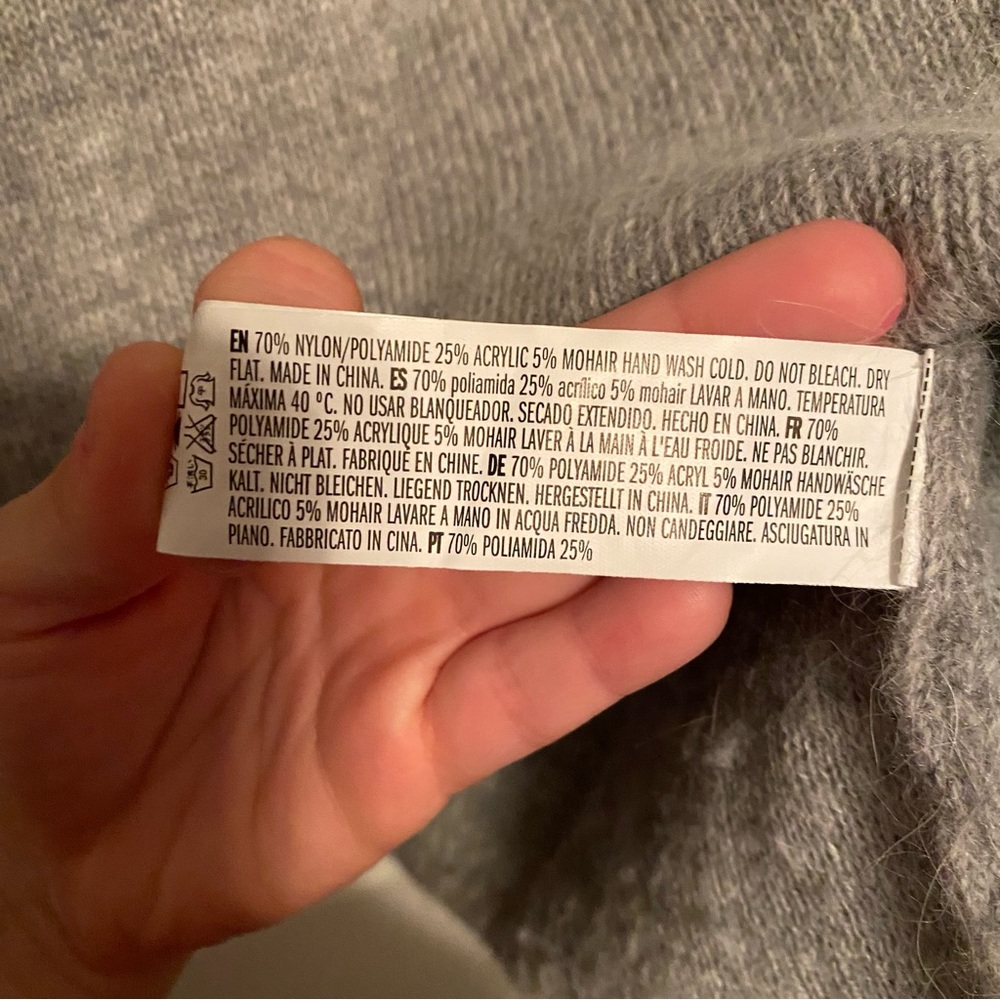 EN 70% NYLON/POLYAMIDE 25% ACRYLIC 5% MOHAIR HAND WASH COLD. DO NOT BLEACH. DRY
FLAT. MADE IN CHINA. ES 70% poliamida 25% acrílico 5% mohair LAVAR A MANO. TEMPERATURA
MÁXIMA 40 ºC. NO USAR BLANQUEADOR. SECADO EXTENDIDO. HECHO EN CHINA. FR 70%
POLYAMIDE 25% ACRYLIQUE 5% MOHAIR LAVER À LA MAIN À L'EAU FROIDE. NE PAS BLANCHIR.
SÉCHER À PLAT. FABRIQUÉ EN CHINE. DE 70% POLYAMIDE 25% ACRYL 5% MOHAIR HANDWÄSCHE
KALT. NICHT BLEICHEN. LIEGEND TROCKNEN. HERGESTELLT IN CHINA. IT 70% POLYAMIDE 25%
ACRILICO 5% MOHAIR LAVARE A MANO IN ACQUA FREDDA. NON CANDEGGIARE. ASCIUGATURA IN
PIANO. FABBRICATO IN CINA. PT 70% POLIAMIDA 25%
30